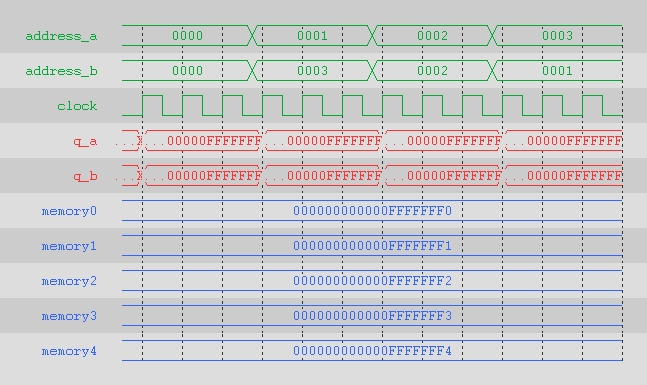 address_a 0000 0001 0002 0003
address_b 0000 0003 0002 0001
clock
q_a ...X ...00000FFFFFFF ...00000FFFFFFF ...00000FFFFFFF ...00000FFFFFFF
q_b ...X ...00000FFFFFFF ...00000FFFFFFF ...00000FFFFFFF ...00000FFFFFFF
memory0 000000000000FFFFFFF0
memory1 000000000000FFFFFFF1
memory2 000000000000FFFFFFF2
memory3 000000000000FFFFFFF3
memory4 000000000000FFFFFFF4